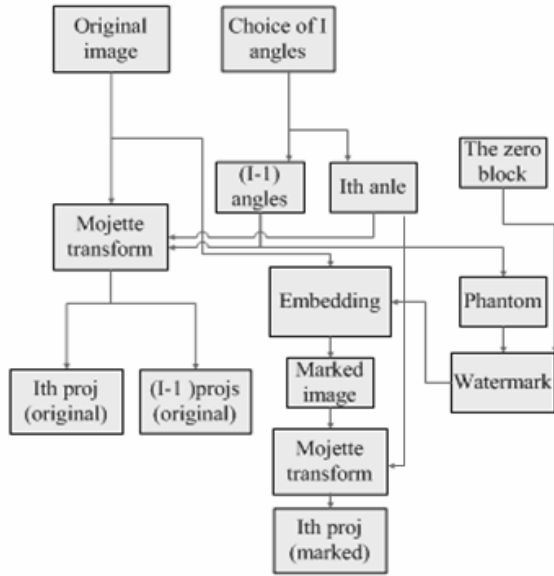 Original
image
Choice of I
angles
The zero
block
(I-1)
angles
Ith anle
Mojette
transform
Embedding
Phantom
Ith proj
(original)
(I-1 )projs
(original)
Marked
image
Watermark
Mojette
transform
Ith proj
(marked)